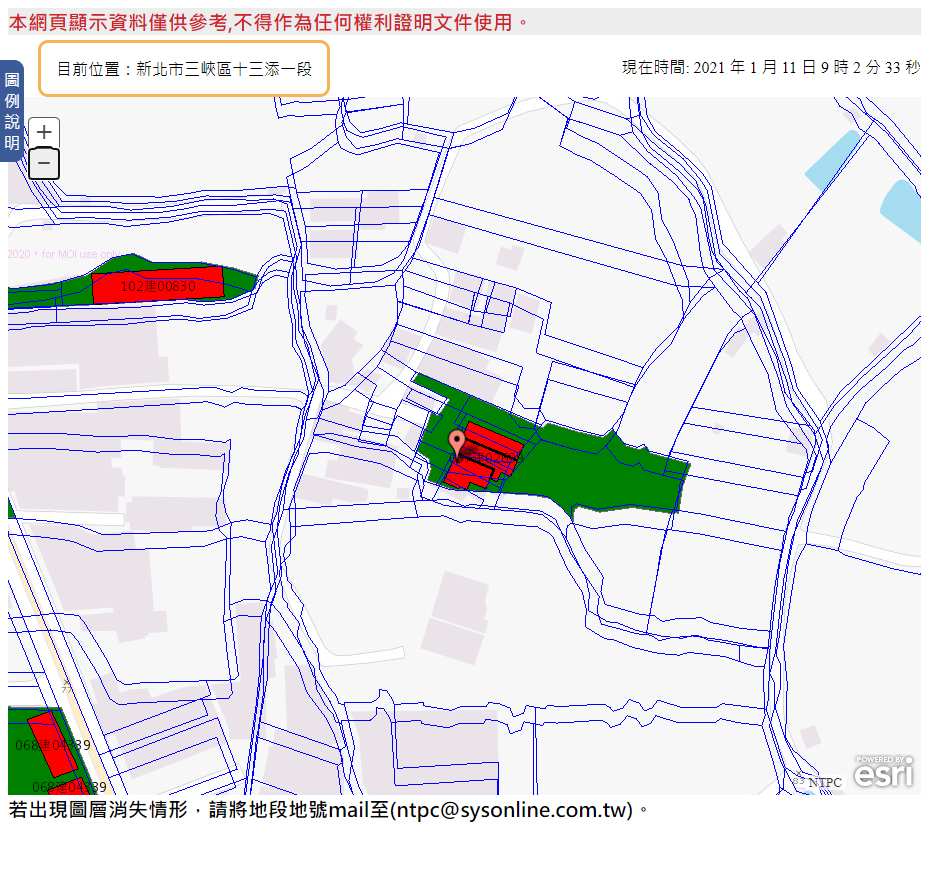 本網頁顯示資料僅供參考,不得作為任何權利證明文件使用。
目前位置：新北市三峽區十三添一段
現在時間: 2021 年 1 月 11 日 9 時 2 分 33 秒
圖例說明
+
−
2020，for MOI use only
102建00830
77
068建04339
068建04339
83
NTPC
POWERED BY
esri
若出現圖層消失情形，請將地段地號mail至(ntpc@sysonline.com.tw)。